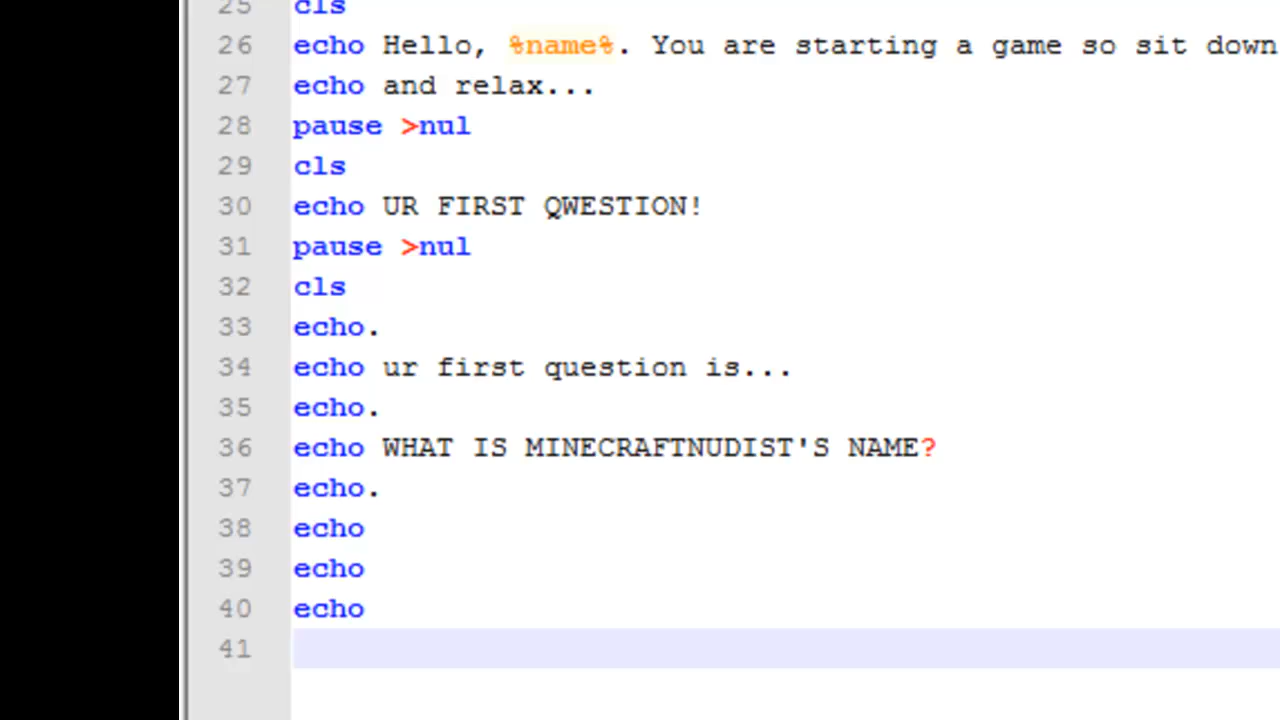 25 cls
26 echo Hello, %name%. You are starting a game so sit down
27 echo and relax...
28 pause >nul
29 cls
30 echo UR FIRST QWESTION!
31 pause >nul
32 cls
33 echo.
34 echo ur first question is...
35 echo.
36 echo WHAT IS MINECRAFTNUDIST'S NAME?
37 echo.
38 echo
39 echo
40 echo
41